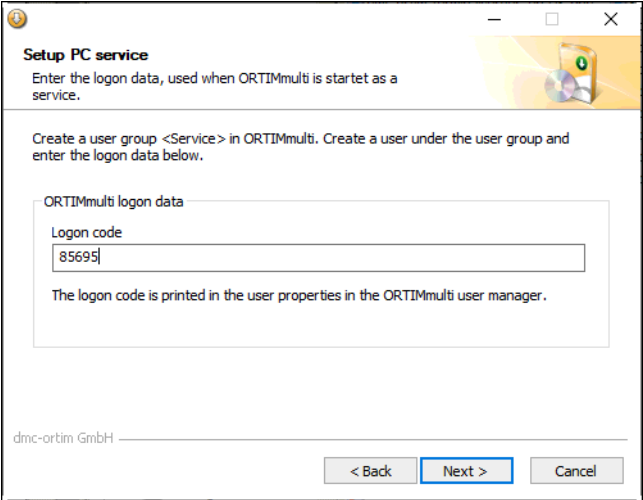 Setup PC service
Enter the logon data, used when ORTIMmulti is startet as a
service.
Create a user group <Service> in ORTIMmulti. Create a user under the user group and
enter the logon data below.
ORTIMmulti logon data
Logon code
85695
The logon code is printed in the user properties in the ORTIMmulti user manager.
dmc-ortim GmbH
< Back
Next >
Cancel